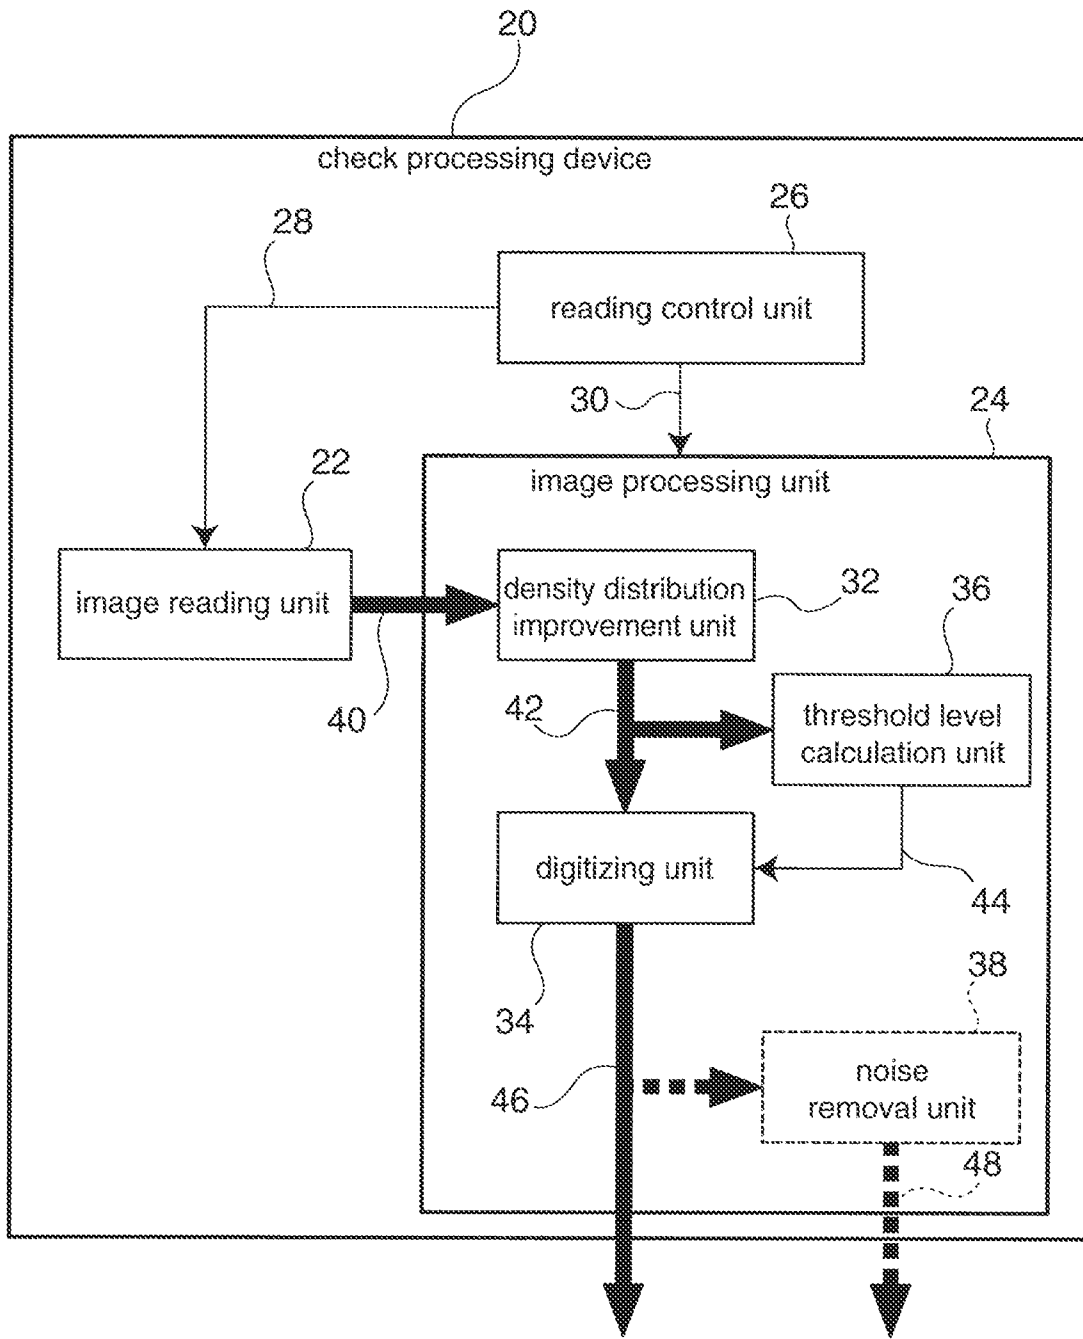 20
check processing device
26
28
reading control unit
30
24
22
image processing unit
image reading unit
density distribution
improvement unit
32
36
40
42
threshold level
calculation unit
digitizing unit
44
34
38
46
noise
removal unit
48